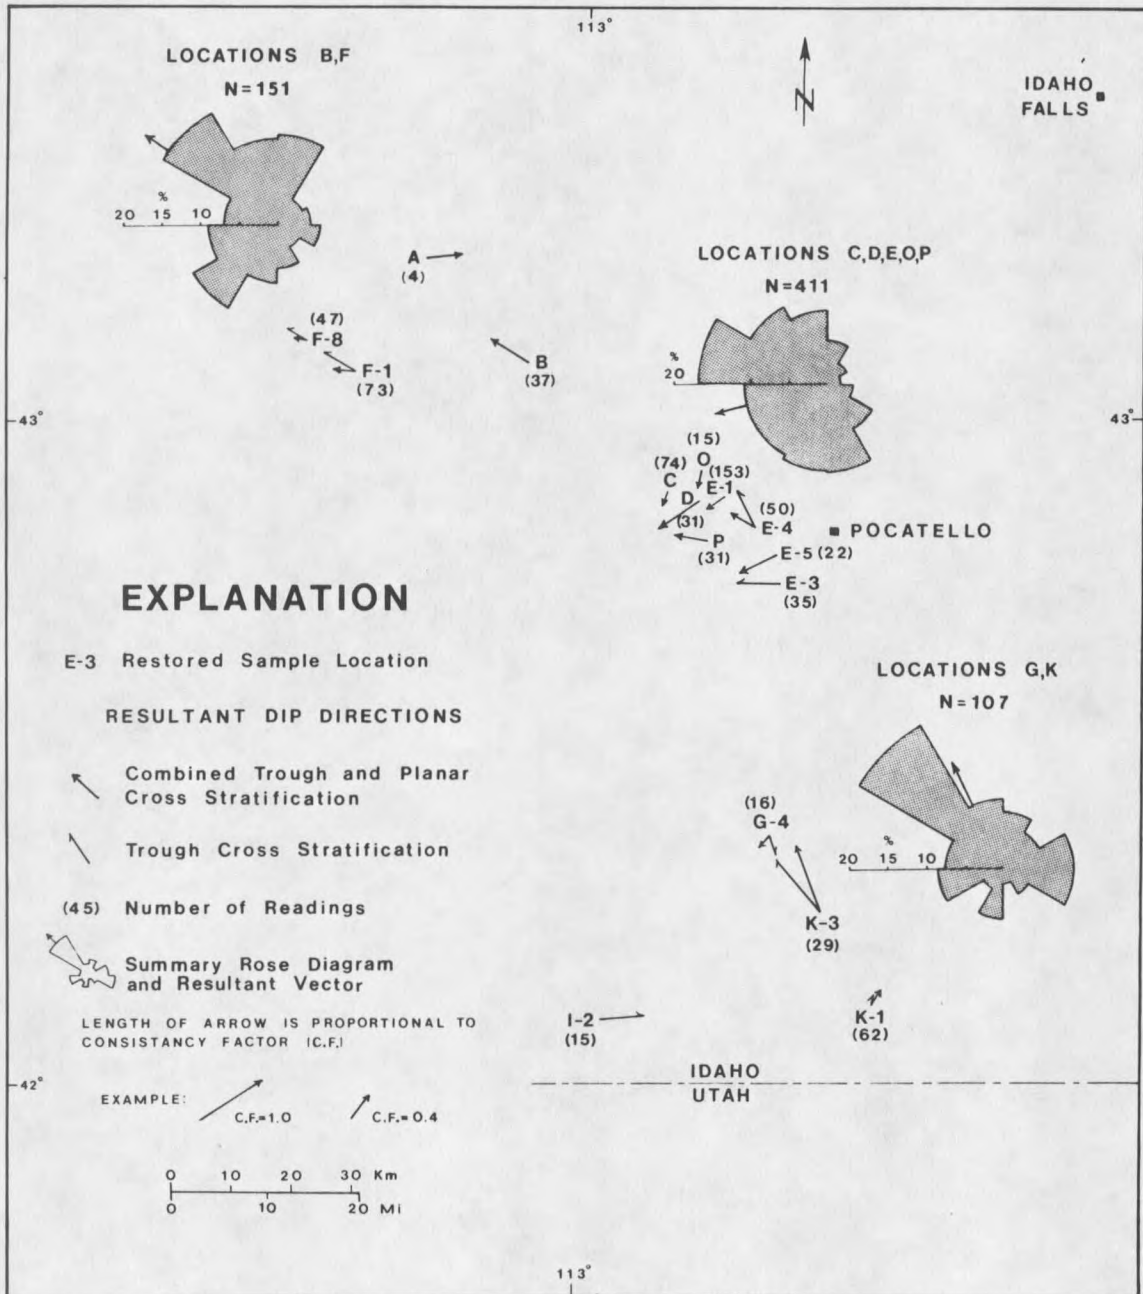 113°
LOCATIONS B,F
N=151
IDAHO
FALLS
N
%
20 15 10
A
(4)
LOCATIONS C,D,E,O,P
N=411
(47)
F-8
F-1
(73)
B
(37)
%
20
43°
43°
(15)
O
(74)
C
(153)
E-1
D
(31)
(50)
E-4
POCATELLO
P
(31)
E-5 (22)
E-3
(35)
EXPLANATION
E-3 Restored Sample Location
RESULTANT DIP DIRECTIONS
Combined Trough and Planar
Cross Stratification
Trough Cross Stratification
(45) Number of Readings
Summary Rose Diagram
and Resultant Vector
LENGTH OF ARROW IS PROPORTIONAL TO
CONSISTANCY FACTOR (C.F.)
EXAMPLE:
C.F.=1.0
C.F.=0.4
0 10 20 30 Km
0 10 20 Mi
LOCATIONS G,K
N=107
(16)
G-4
%
20 15 10
K-3
(29)
I-2
(15)
K-1
(62)
IDAHO
UTAH
42°
113°